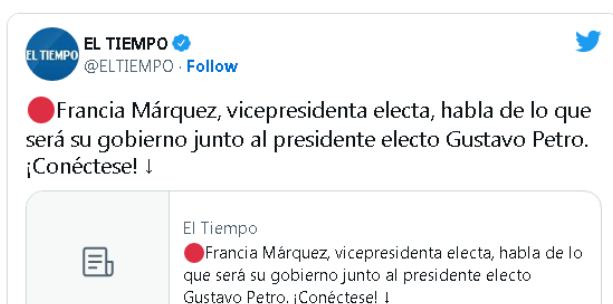 EL TIEMPO
EL TIEMPO
@ELTIEMPO · Follow
🔴Francia Márquez, vicepresidenta electa, habla de lo que
será su gobierno junto al presidente electo Gustavo Petro.
¡Conéctese! ↓
El Tiempo
🔴Francia Márquez, vicepresidenta electa, habla de lo
que será su gobierno junto al presidente electo
Gustavo Petro. ¡Conéctese! ↓